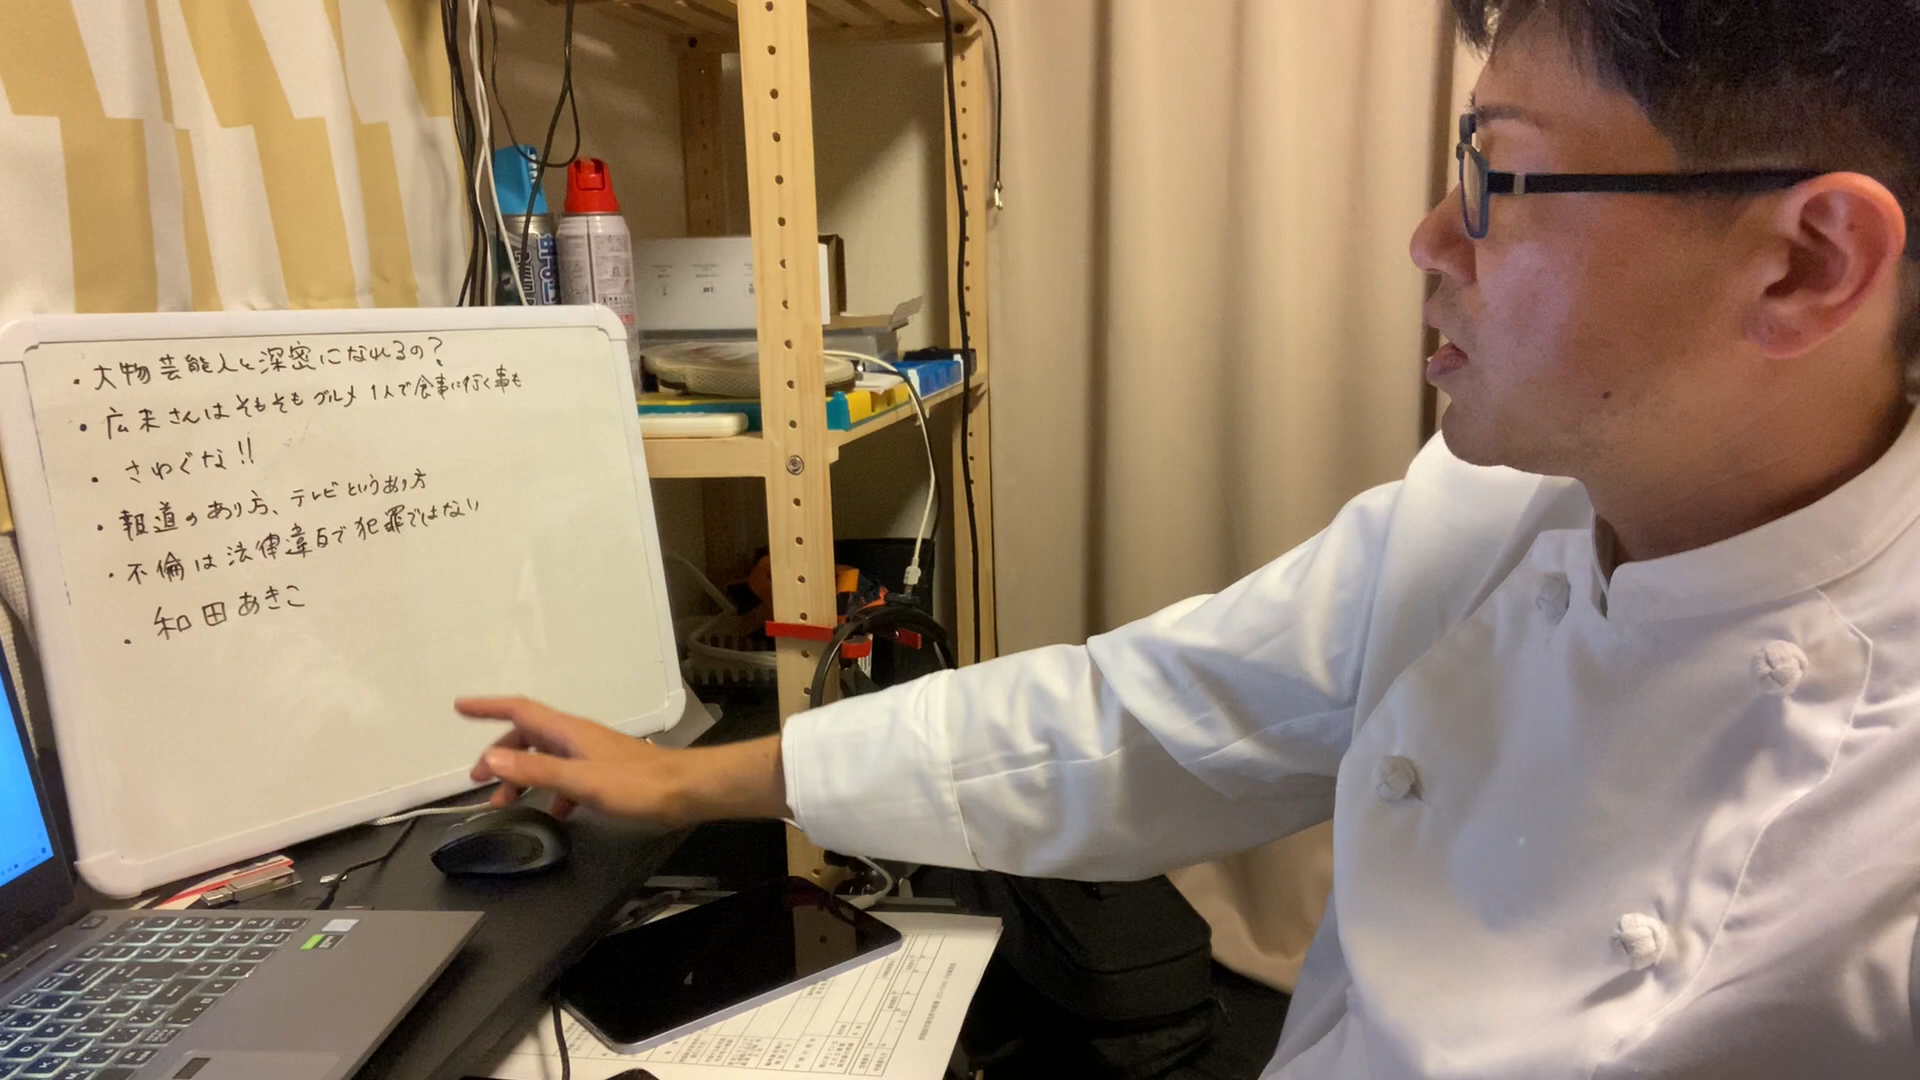 ・大物芸能人と深密になれるの?
・広末さんはそもそもグルメ 1人で食事に行く事も
・さわぐな!!
・報道のあり方、テレビというあり方
・不倫は法律違反で犯罪ではない
・和田あきこ